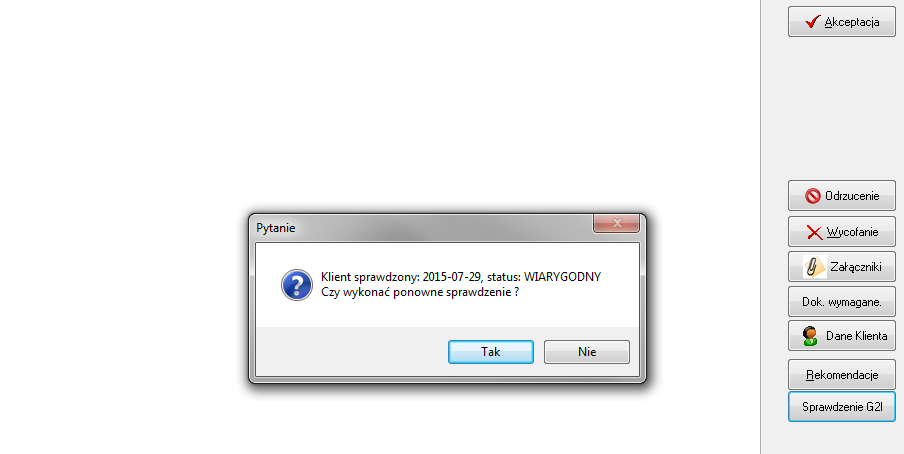 Akceptacja
Pytanie
Klient sprawdzony: 2015-07-29, status: WIARYGODNY
Czy wykonać ponowne sprawdzenie ?
Tak
Nie
Odrzucenie
Wycofanie
Załączniki
Dok. wymagane.
Dane Klienta
Rekomendacje
Sprawdzenie G2I